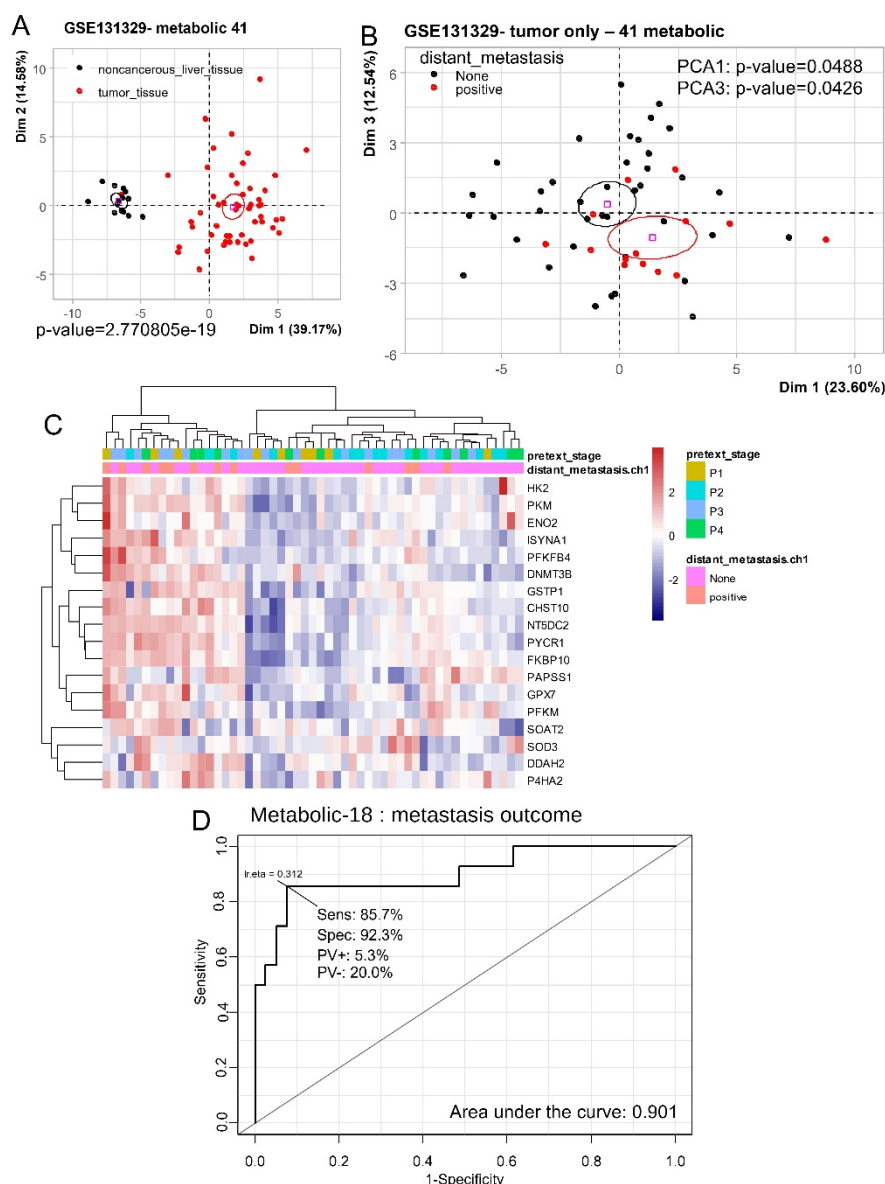 A
GSE131329- metabolic 41
Dim 2 (14.58%)
noncancerous_liver_tissue
tumor_tissue
10
5
0
-5
-10
-5
0
5
p-value=2.770805e-19
Dim 1 (39.17%)
B
GSE131329- tumor only – 41 metabolic
Dim 3 (12.54%)
distant_metastasis
None
positive
PCA1: p-value=0.0488
PCA3: p-value=0.0426
6
3
0
-3
-6
-5
0
5
10
Dim 1 (23.60%)
C
pretext_stage
distant_metastasis.ch1
HK2
PKM
ENO2
ISYNA1
PFKFB4
DNMT3B
GSTP1
CHST10
NT5DC2
PYCR1
FKBP10
PAPSS1
GPX7
PFKM
SOAT2
SOD3
DDAH2
P4HA2
2
0
-2
pretext_stage
P1
P2
P3
P4
distant_metastasis.ch1
None
positive
D
Metabolic-18 : metastasis outcome
Sensitivity
1.0
0.8
0.6
0.4
0.2
0.0
lr.eta = 0.312
Sens: 85.7%
Spec: 92.3%
PV+: 5.3%
PV-: 20.0%
Area under the curve: 0.901
0.0
0.2
0.4
0.6
0.8
1.0
1-Specificity